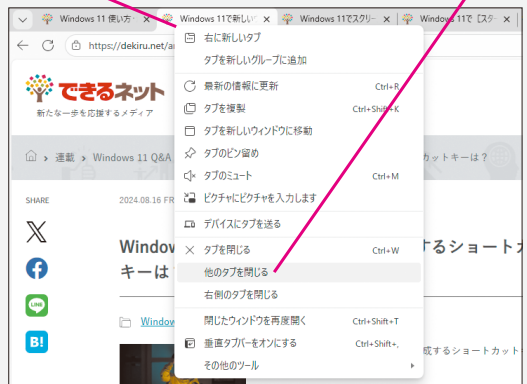 Windows 11 使い方・
Windows 11で新しい
Windows 11でスクリー
Windows 11で【スタ・
https://dekiru.net/a
できるネット
新たな一歩を応援するメディア
連載 > Windows 11 Q&A
カットキーは？
SHARE
2024.08.16 FR
Window
するショートカ
キーは
Window
成するショートカット
LINE
B!
右に新しいタブ
タブを新しいグループに追加
最新の情報に更新 Ctrl+R
タブを複製 Ctrl+Shift+K
タブを新しいウィンドウに移動
タブのピン留め
タブのミュート Ctrl+M
ピクチャにピクチャを入力します
デバイスにタブを送る
タブを閉じる Ctrl+W
他のタブを閉じる
右側のタブを閉じる
閉じたウィンドウを再度開く Ctrl+Shift+T
垂直タブバーをオンにする Ctrl+Shift+,
その他のツール